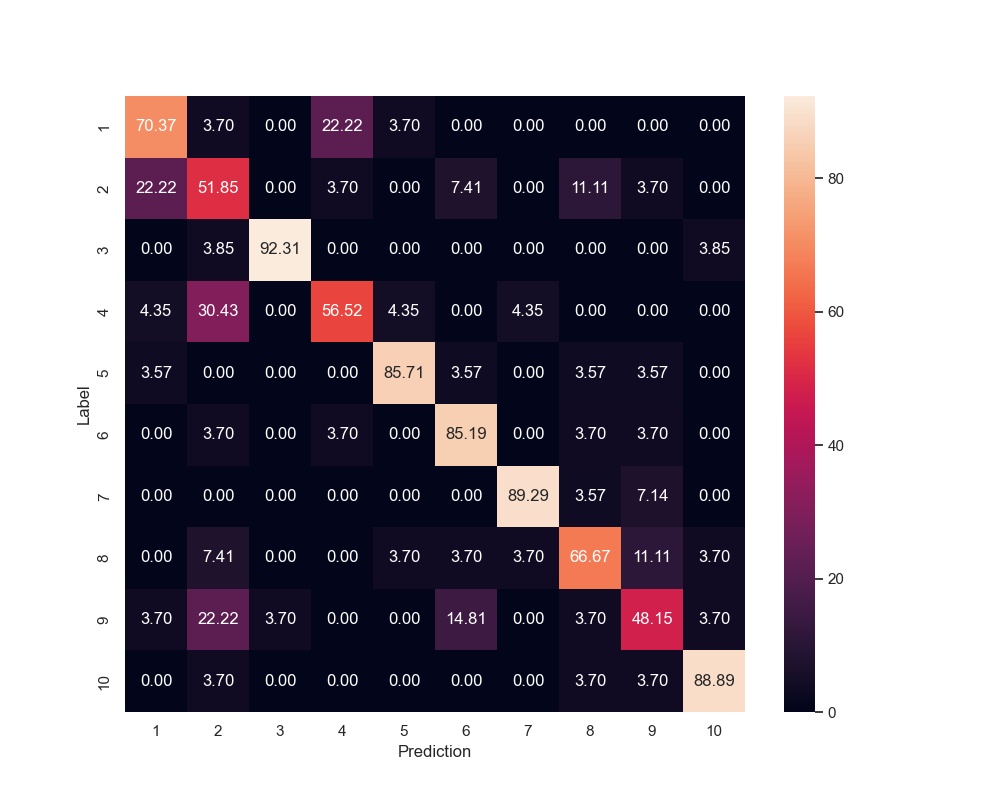 1 70.37 3.70 0.00 22.22 3.70 0.00 0.00 0.00 0.00 0.00
2 22.22 51.85 0.00 3.70 0.00 7.41 0.00 11.11 3.70 0.00
3 0.00 3.85 92.31 0.00 0.00 0.00 0.00 0.00 0.00 3.85
4 4.35 30.43 0.00 56.52 4.35 0.00 4.35 0.00 0.00 0.00
5 3.57 0.00 0.00 0.00 85.71 3.57 0.00 3.57 3.57 0.00
6 0.00 3.70 0.00 3.70 0.00 85.19 0.00 3.70 3.70 0.00
7 0.00 0.00 0.00 0.00 0.00 0.00 89.29 3.57 7.14 0.00
8 0.00 7.41 0.00 0.00 3.70 3.70 3.70 66.67 11.11 3.70
9 3.70 22.22 3.70 0.00 0.00 14.81 0.00 3.70 48.15 3.70
10 0.00 3.70 0.00 0.00 0.00 0.00 0.00 3.70 3.70 88.89
1 2 3 4 5 6 7 8 9 10
Prediction
Label
80
60
40
20
0